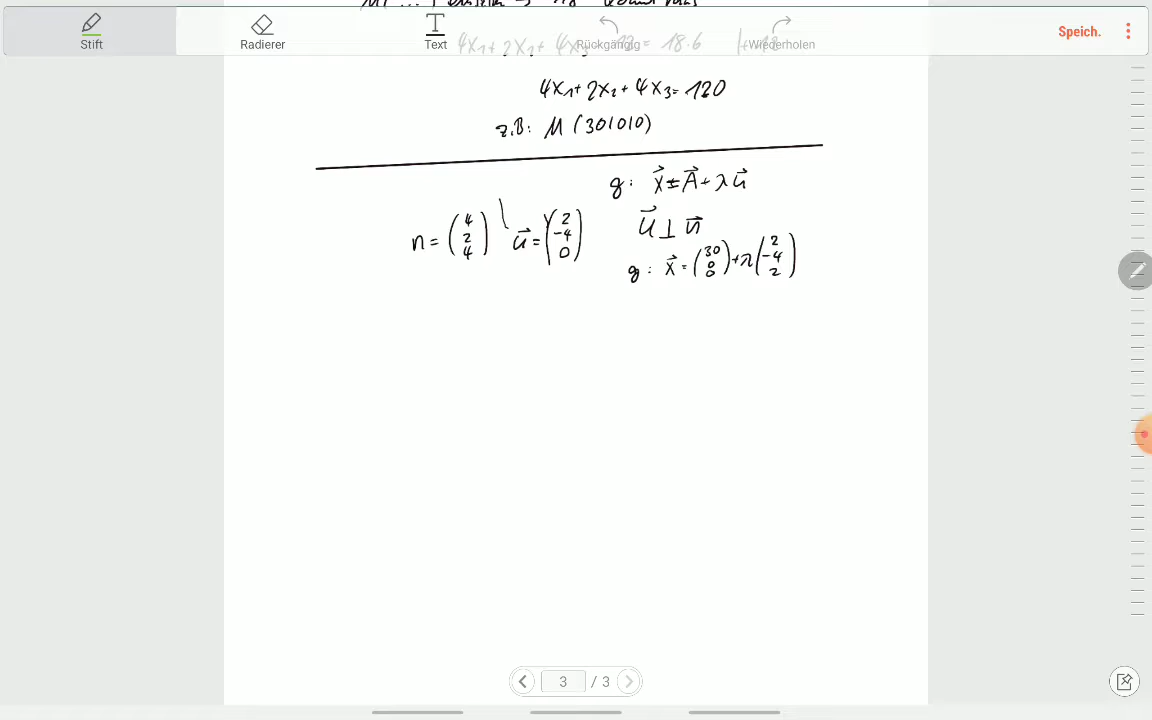 Stift
Radierer
Text
Rückgängig
Wiederholen
Speich.
4x₁+2x₂+4x₃=120
z.B: M (30|0|0)
g: x⃗ = A⃗ + λ u⃗
n = (4 2 4) u⃗ = (2 -4 0)
u⃗ ⊥ n⃗
g: x⃗ = (30 0 0) + λ (2 -4 2)
3 / 3